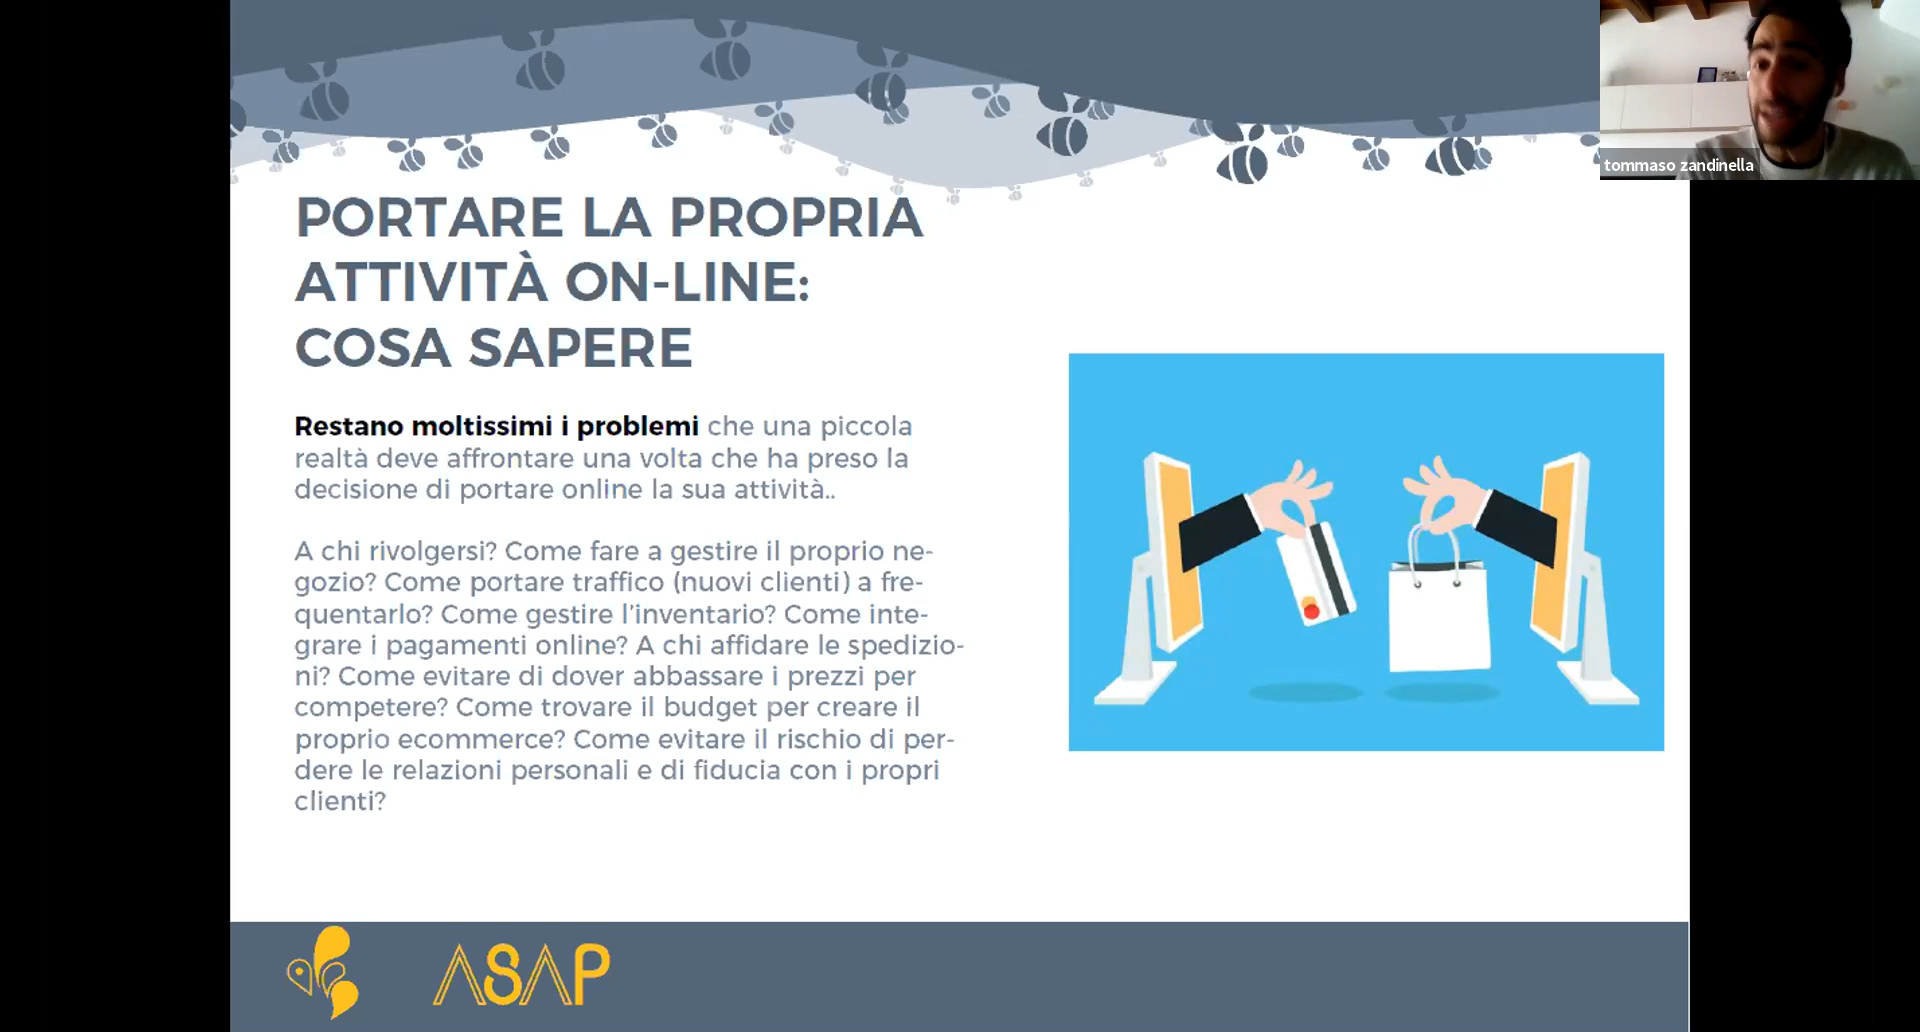 PORTARE LA PROPRIA
ATTIVITÀ ON-LINE:
COSA SAPERE
Restano moltissimi i problemi che una piccola
realtà deve affrontare una volta che ha preso la
decisione di portare online la sua attività..
A chi rivolgersi? Come fare a gestire il proprio ne-
gozio? Come portare traffico (nuovi clienti) a fre-
quentarlo? Come gestire l'inventario? Come inte-
grare i pagamenti online? A chi affidare le spedizio-
ni? Come evitare di dover abbassare i prezzi per
competere? Come trovare il budget per creare il
proprio ecommerce? Come evitare il rischio di per-
dere le relazioni personali e di fiducia con i propri
clienti?
ASAP
tommaso zandinella